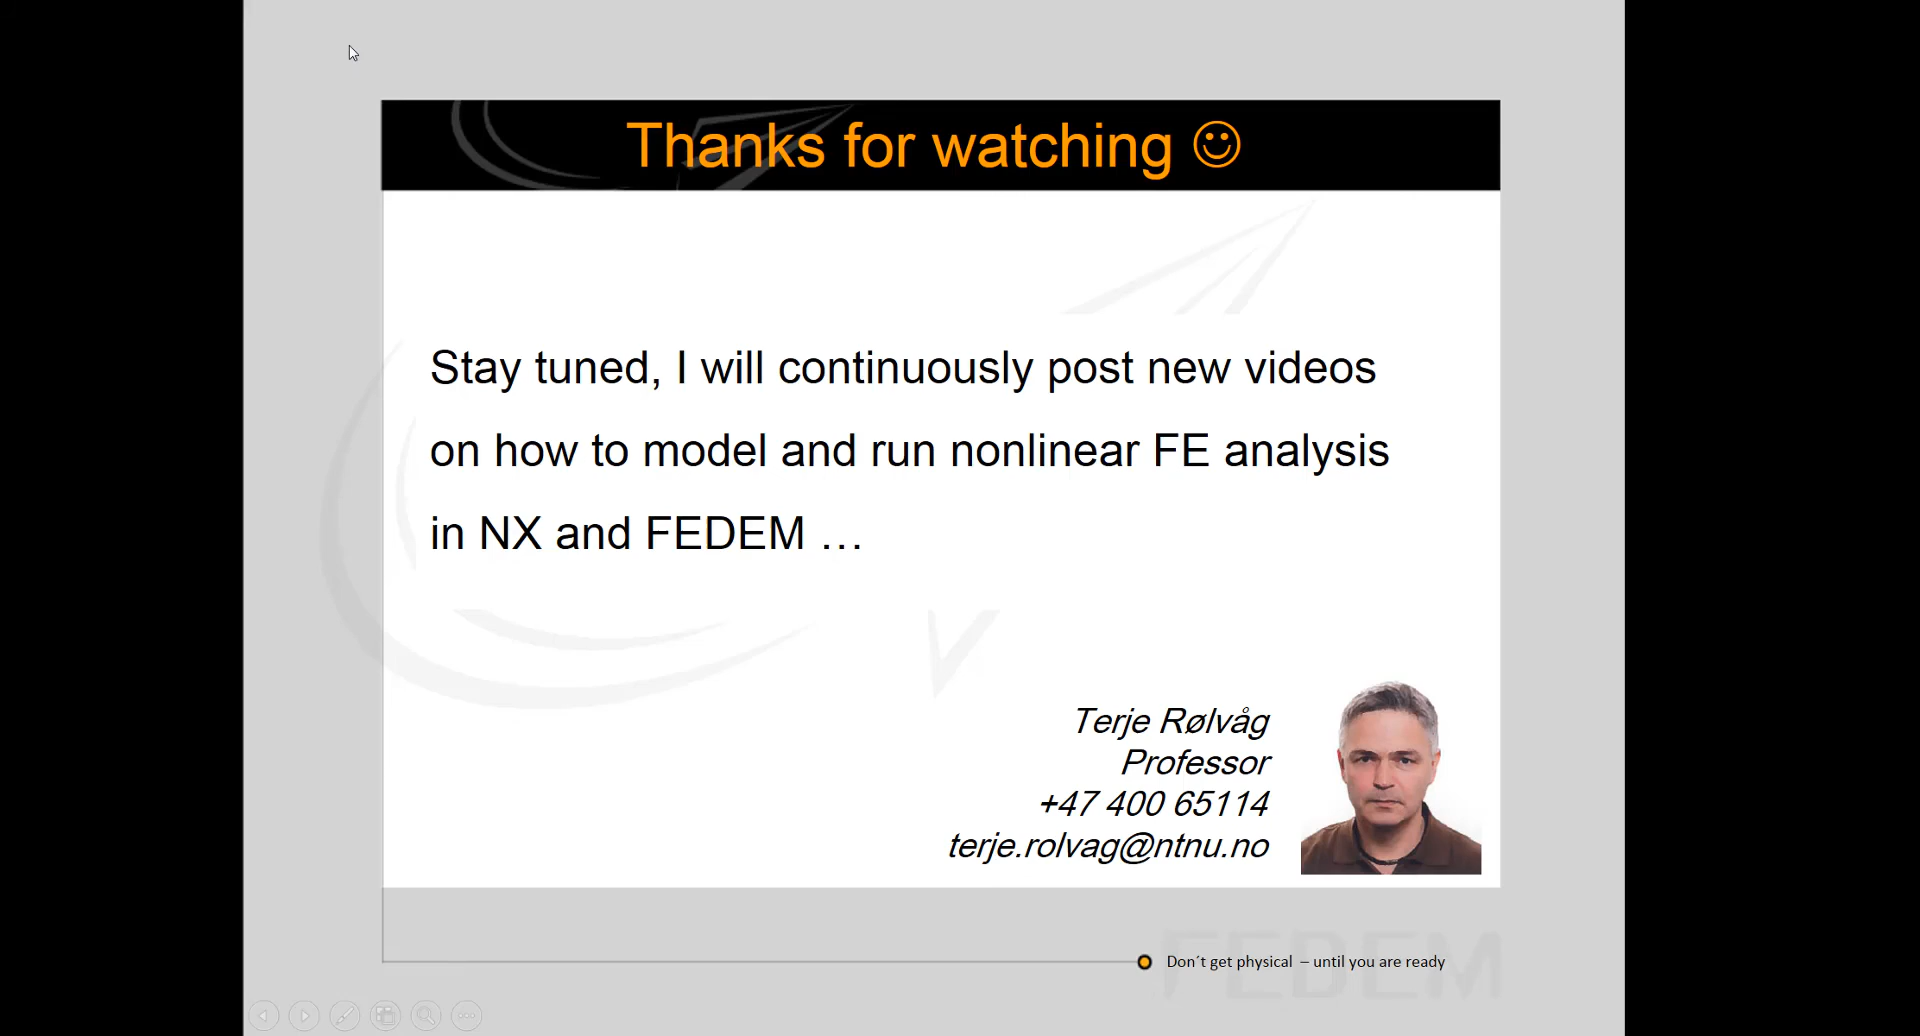 Thanks for watching ☺
Stay tuned, I will continuously post new videos
on how to model and run nonlinear FE analysis
in NX and FEDEM …
Terje Rølvåg
Professor
+47 400 65114
terje.rolvag@ntnu.no
FEDEM
Don´t get physical – until you are ready